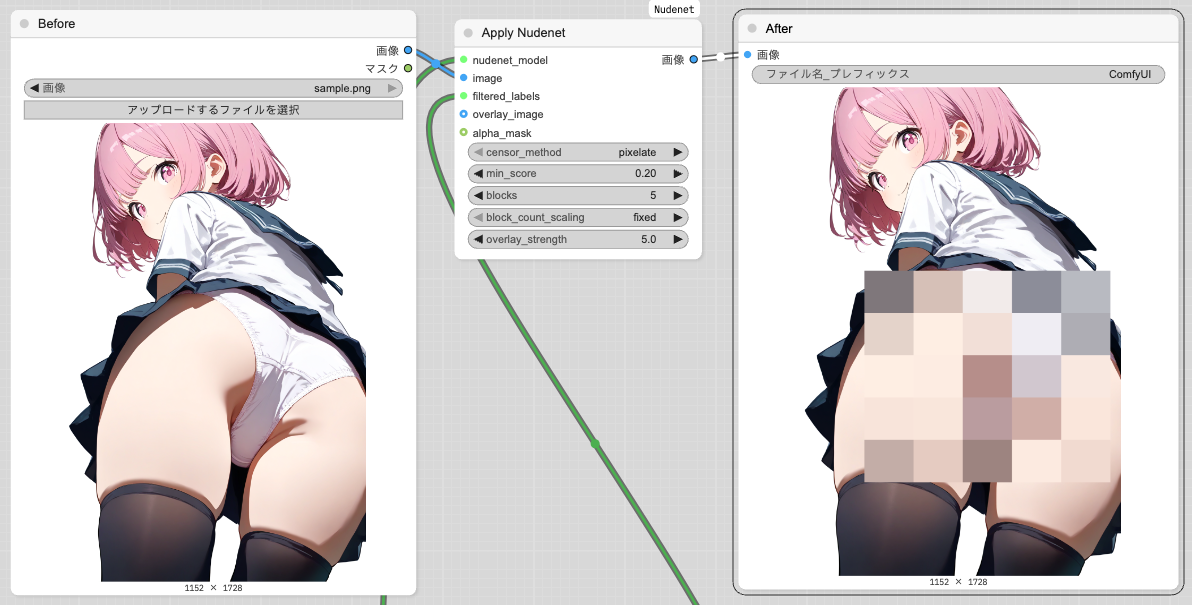 Before
画像
マスク
画像 sample.png
アップロードするファイルを選択
1152 × 1728
Nudenet
Apply Nudenet
nudenet_model 画像
image
filtered_labels
overlay_image
alpha_mask
censor_method pixelate
min_score 0.20
blocks 5
block_count_scaling fixed
overlay_strength 5.0
After
画像
ファイル名_プレフィックス ComfyUI
1152 × 1728